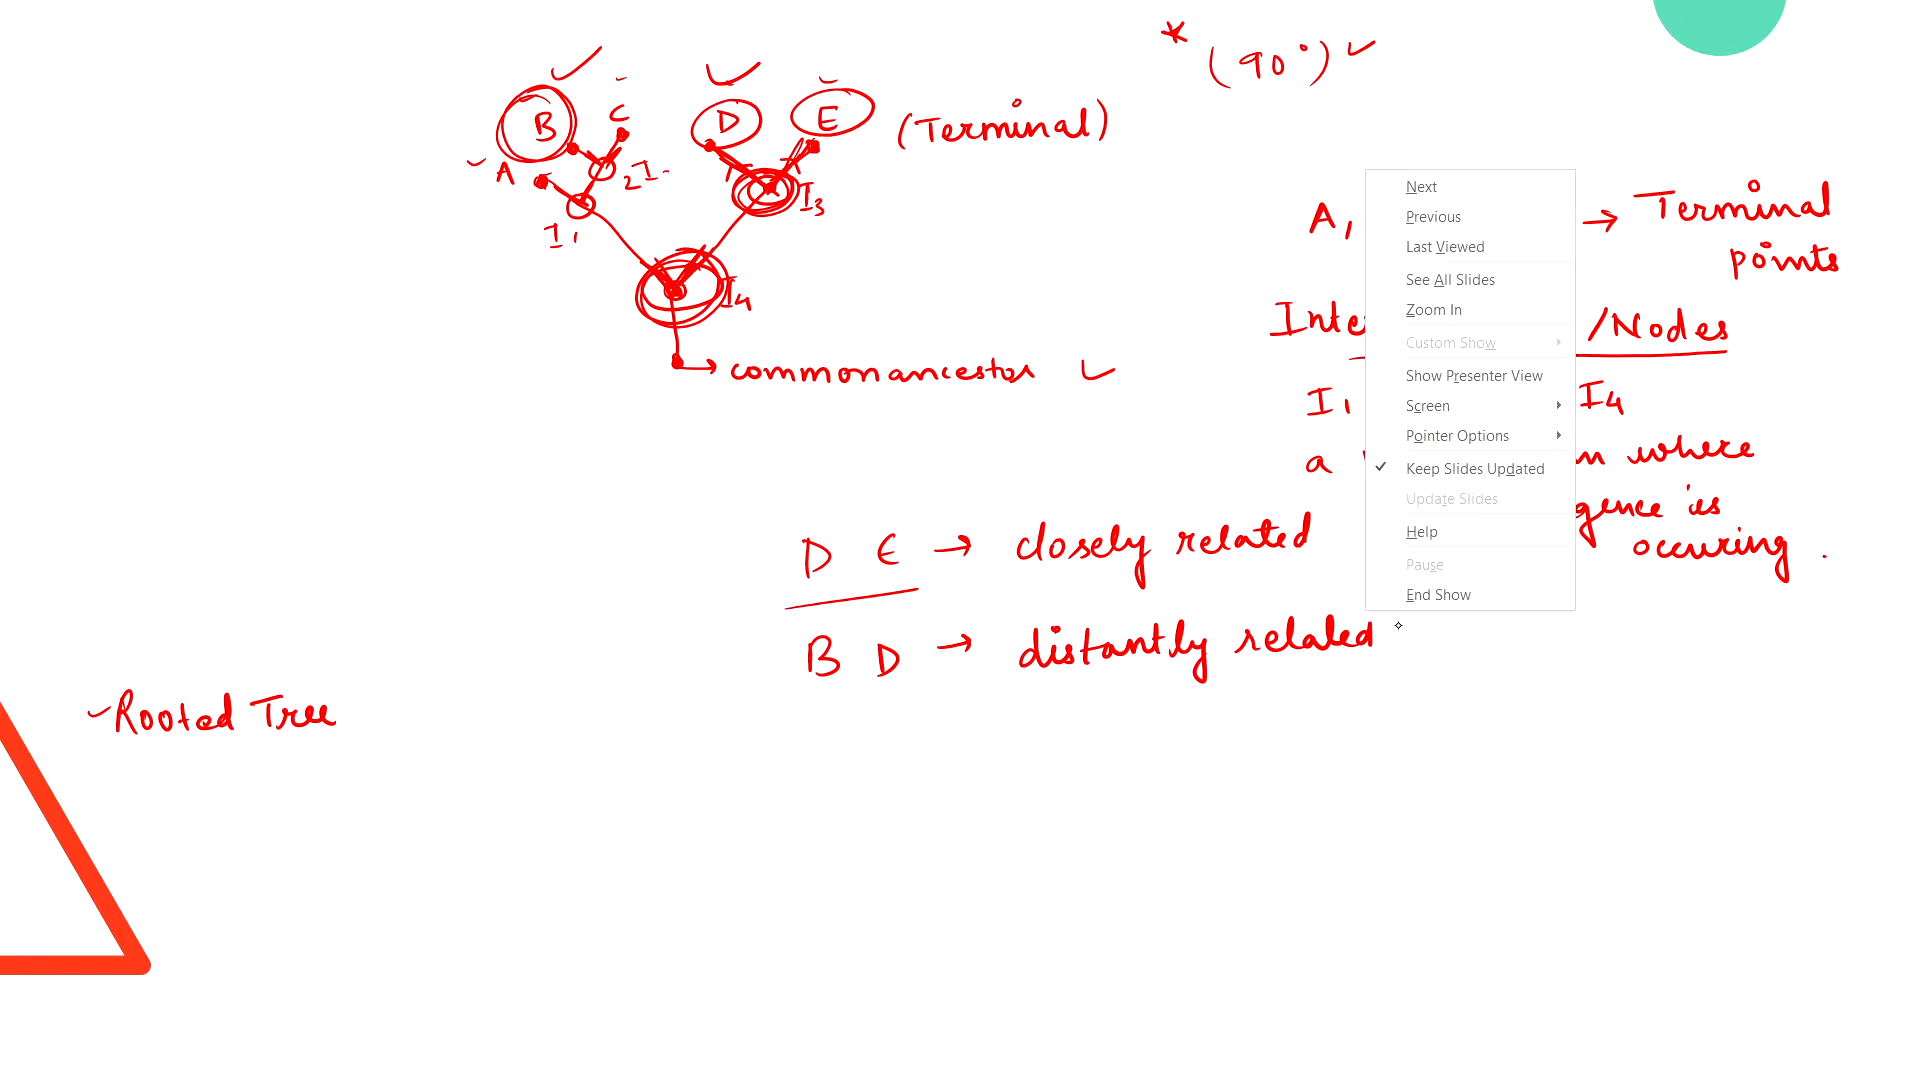 * (90°)
B C D E (Terminal)
A I2
I1 I3
I4
common ancestor
A, → Terminal
points
Inte /Nodes
I1 I4
a n where
gence is
occuring .
D E → closely related
B D → distantly related
Rooted Tree
Next
Previous
Last Viewed
See All Slides
Zoom In
Custom Show
Show Presenter View
Screen
Pointer Options
Keep Slides Updated
Update Slides
Help
Pause
End Show